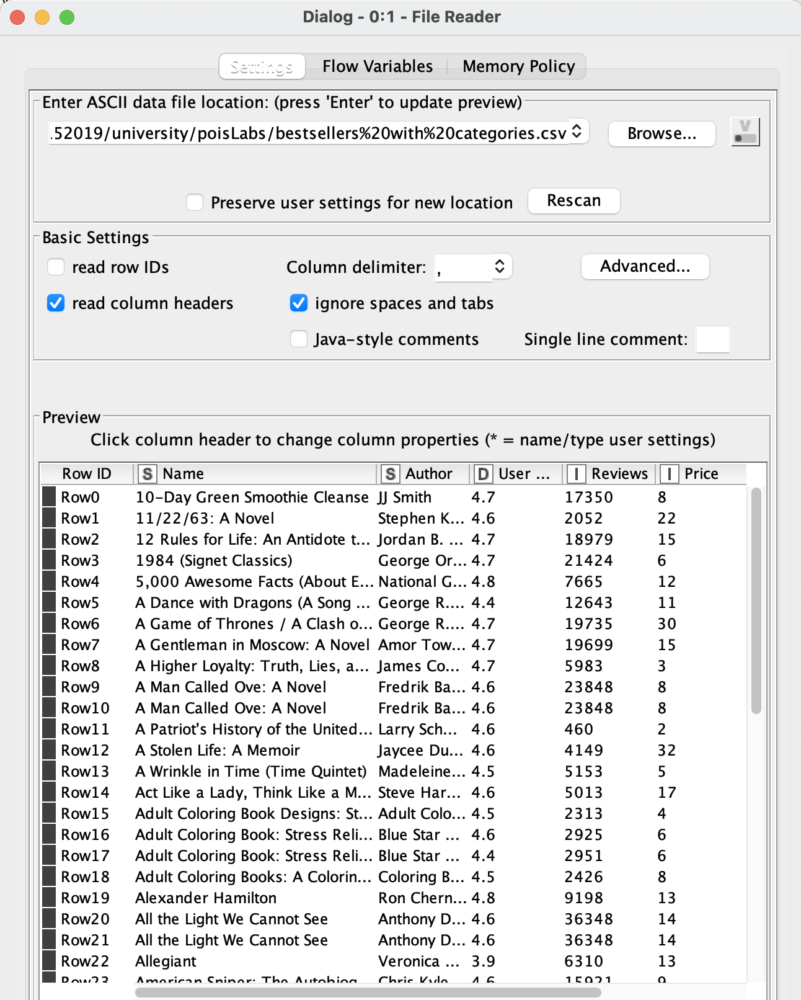 Dialog - 0:1 - File Reader
Settings Flow Variables Memory Policy
Enter ASCII data file location: (press 'Enter' to update preview)
.52019/university/poisLabs/bestsellers%20with%20categories.csv Browse... V
Preserve user settings for new location Rescan
Basic Settings
read row IDs Column delimiter: , Advanced...
read column headers ignore spaces and tabs
Java-style comments Single line comment:
Preview
Click column header to change column properties (* = name/type user settings)
Row ID S Name S Author D User ... I Reviews I Price
Row0 10-Day Green Smoothie Cleanse JJ Smith 4.7 17350 8
Row1 11/22/63: A Novel Stephen K... 4.6 2052 22
Row2 12 Rules for Life: An Antidote t... Jordan B. ... 4.7 18979 15
Row3 1984 (Signet Classics) George Or... 4.7 21424 6
Row4 5,000 Awesome Facts (About E... National G... 4.8 7665 12
Row5 A Dance with Dragons (A Song ... George R.... 4.4 12643 11
Row6 A Game of Thrones / A Clash o... George R.... 4.7 19735 30
Row7 A Gentleman in Moscow: A Novel Amor Tow... 4.7 19699 15
Row8 A Higher Loyalty: Truth, Lies, a... James Co... 4.7 5983 3
Row9 A Man Called Ove: A Novel Fredrik Ba... 4.6 23848 8
Row10 A Man Called Ove: A Novel Fredrik Ba... 4.6 23848 8
Row11 A Patriot's History of the United... Larry Sch... 4.6 460 2
Row12 A Stolen Life: A Memoir Jaycee Du... 4.6 4149 32
Row13 A Wrinkle in Time (Time Quintet) Madeleine... 4.5 5153 5
Row14 Act Like a Lady, Think Like a M... Steve Har... 4.6 5013 17
Row15 Adult Coloring Book Designs: St... Adult Colo... 4.5 2313 4
Row16 Adult Coloring Book: Stress Reli... Blue Star ... 4.6 2925 6
Row17 Adult Coloring Book: Stress Reli... Blue Star ... 4.4 2951 6
Row18 Adult Coloring Books: A Colorin... Coloring B... 4.5 2426 8
Row19 Alexander Hamilton Ron Chern... 4.8 9198 13
Row20 All the Light We Cannot See Anthony D... 4.6 36348 14
Row21 All the Light We Cannot See Anthony D... 4.6 36348 14
Row22 Allegiant Veronica ... 3.9 6310 13
Row23 American Sniper: The Autobiog Chris Kyle 4.6 15921 9